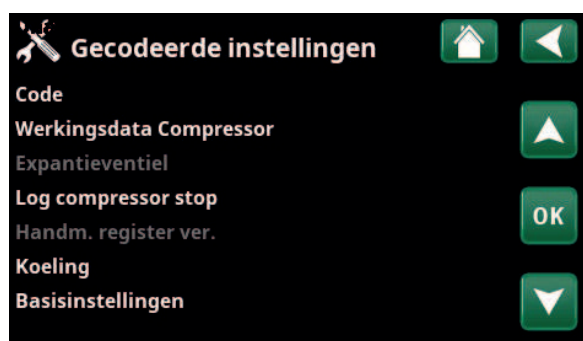 Gecodeerde instellingen
Code
Werkingsdata Compressor
Expantieventiel
Log compressor stop
Handm. register ver.
Koeling
Basisinstellingen
OK